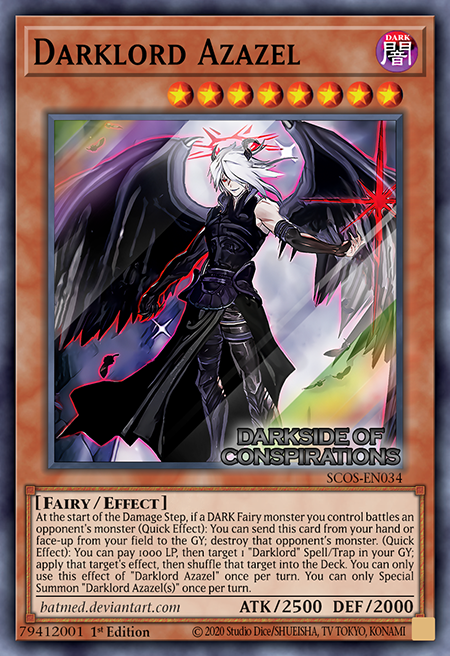 DARKLORD AZAZEL
DARK
闇
DARKSIDE OF
CONSPIRATIONS
SCOS-EN034
[FAIRY / EFFECT]
At the start of the Damage Step, if a DARK Fairy monster you control battles an
opponent's monster (Quick Effect): You can send this card from your hand or
face-up from your field to the GY; destroy that opponent's monster. (Quick
Effect): You can pay 1000 LP, then target 1 "Darklord" Spell/Trap in your GY;
apply that target's effect, then shuffle that target into the Deck. You can only
use this effect of "Darklord Azazel" once per turn. You can only Special
Summon "Darklord Azazel(s)" once per turn.
batmed.deviantart.com
ATK/2500 DEF/2000
79412001 1st Edition
©2020 Studio Dice/SHUEISHA, TV TOKYO, KONAMI